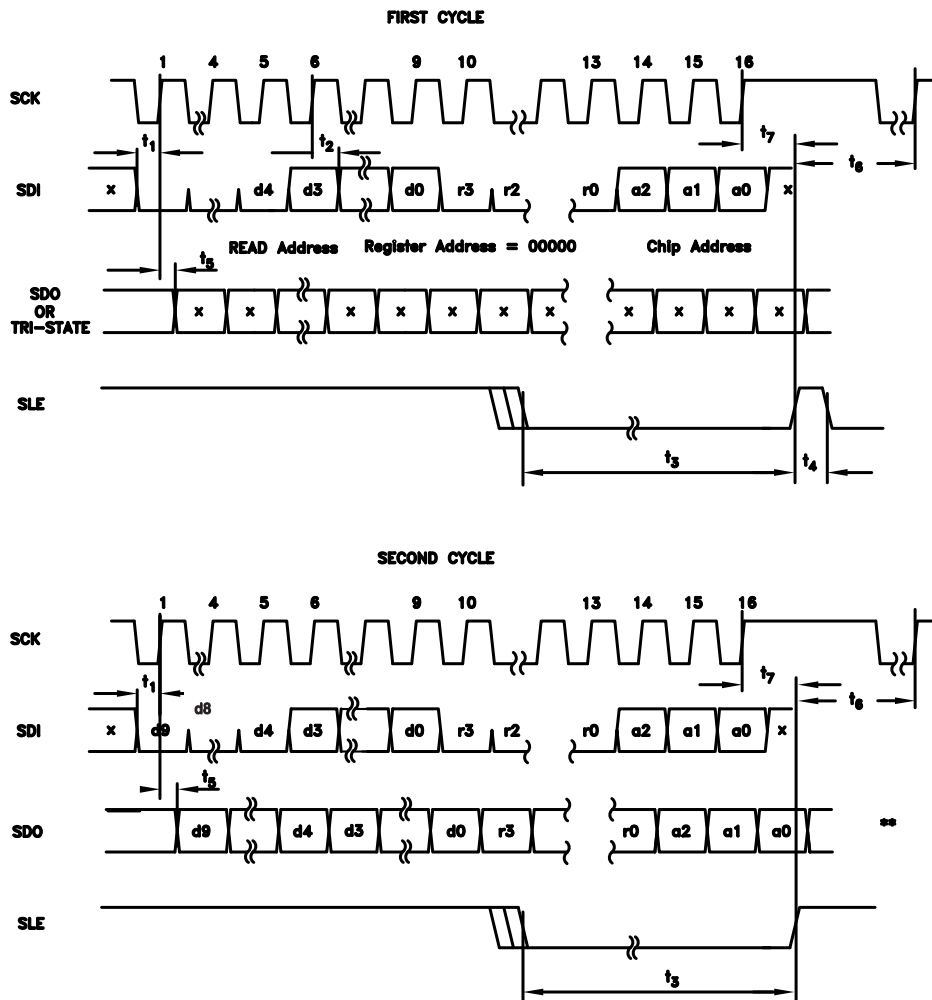 FIRST CYCLE
1 4 5 6 9 10 13 14 15 16
SCK
t1 t2 t7 t6
SDI x d4 d3 d0 r3 r2 r0 a2 a1 a0 x
READ Address Register Address = 00000 Chip Address
t5
SDO
OR
TRI-STATE
x x x x x x x x x x x
SLE
t3 t4
SECOND CYCLE
1 4 5 6 9 10 13 14 15 16
SCK
t1 t7 t6
d8
SDI x d9 d4 d3 d0 r3 r2 r0 a2 a1 a0 x
t5
SDO d9 d4 d3 d0 r3 r0 a2 a1 a0 **
SLE
t3